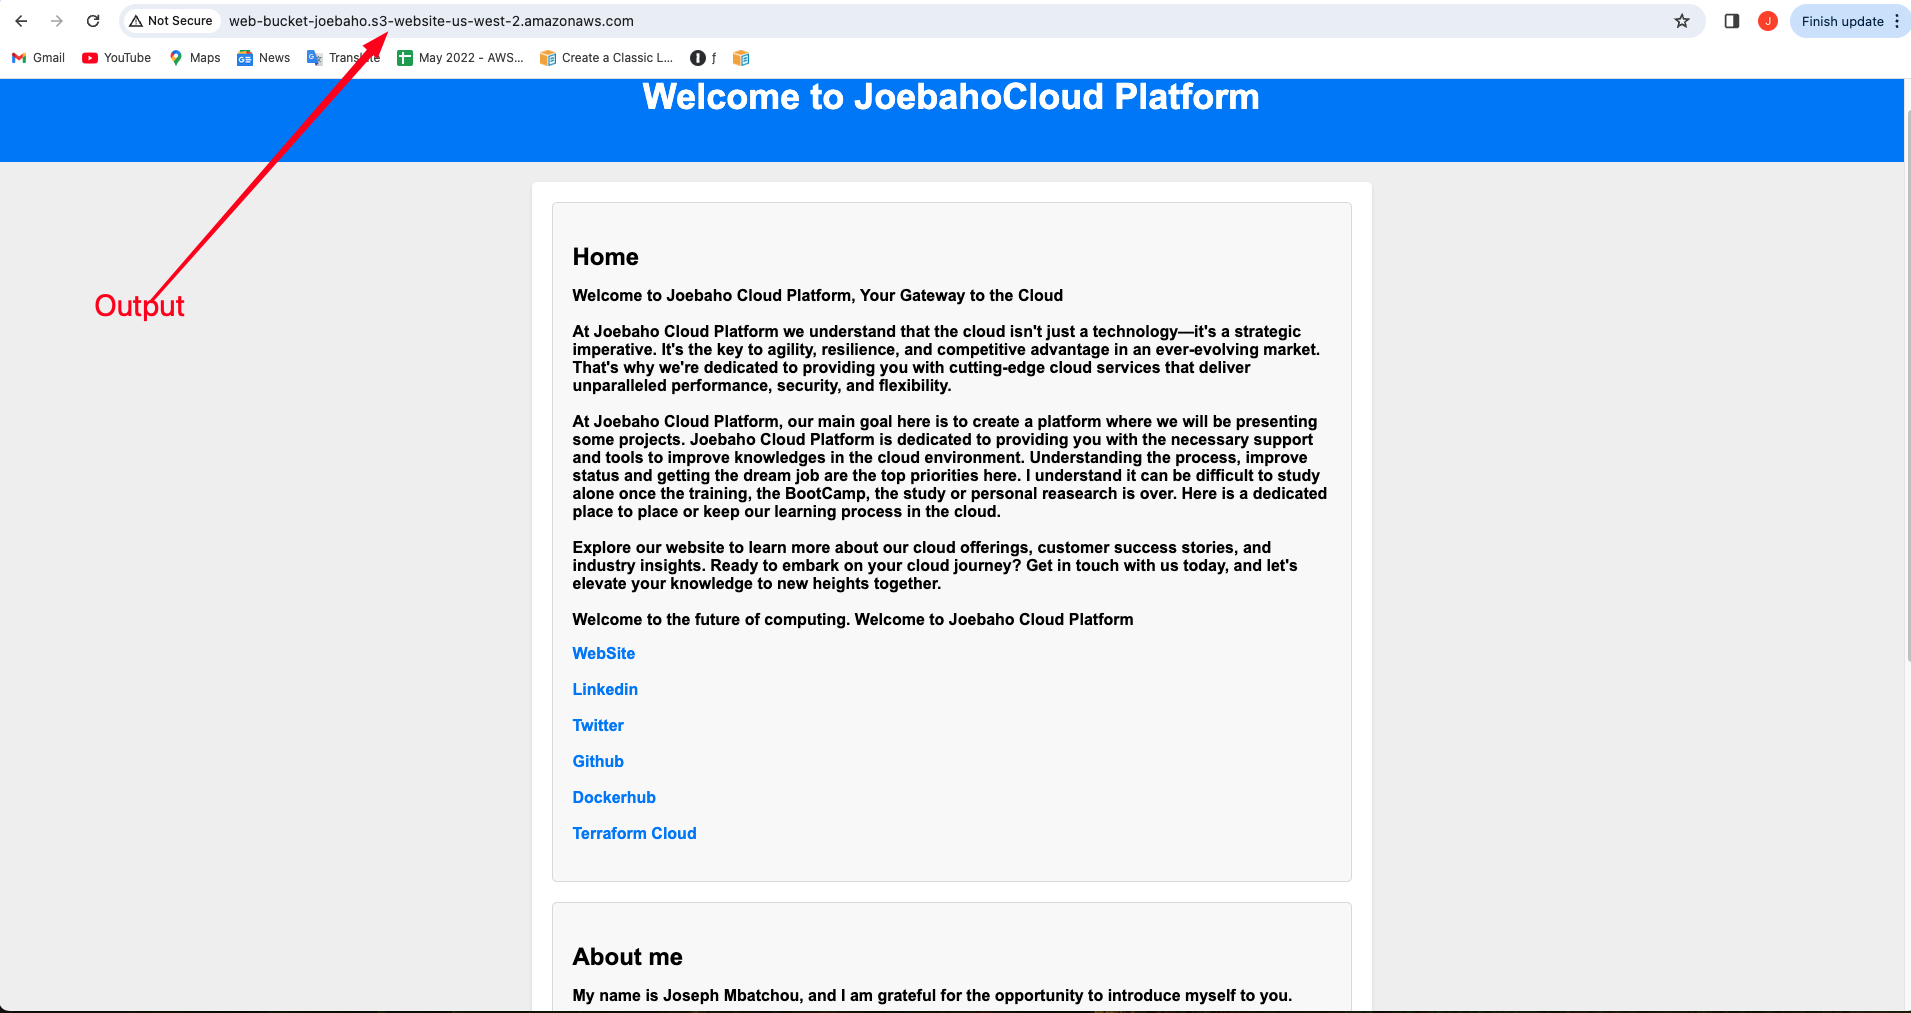 Not Secure web-bucket-joebaho.s3-website-us-west-2.amazonaws.com J Finish update
Gmail YouTube Maps News Translate May 2022 - AWS... Create a Classic L... f
Welcome to JoebahoCloud Platform
Output
Home
Welcome to Joebaho Cloud Platform, Your Gateway to the Cloud
At Joebaho Cloud Platform we understand that the cloud isn't just a technology—it's a strategic
imperative. It's the key to agility, resilience, and competitive advantage in an ever-evolving market.
That's why we're dedicated to providing you with cutting-edge cloud services that deliver
unparalleled performance, security, and flexibility.
At Joebaho Cloud Platform, our main goal here is to create a platform where we will be presenting
some projects. Joebaho Cloud Platform is dedicated to providing you with the necessary support
and tools to improve knowledges in the cloud environment. Understanding the process, improve
status and getting the dream job are the top priorities here. I understand it can be difficult to study
alone once the training, the BootCamp, the study or personal reasearch is over. Here is a dedicated
place to place or keep our learning process in the cloud.
Explore our website to learn more about our cloud offerings, customer success stories, and
industry insights. Ready to embark on your cloud journey? Get in touch with us today, and let's
elevate your knowledge to new heights together.
Welcome to the future of computing. Welcome to Joebaho Cloud Platform
WebSite
Linkedin
Twitter
Github
Dockerhub
Terraform Cloud
About me
My name is Joseph Mbatchou, and I am grateful for the opportunity to introduce myself to you.